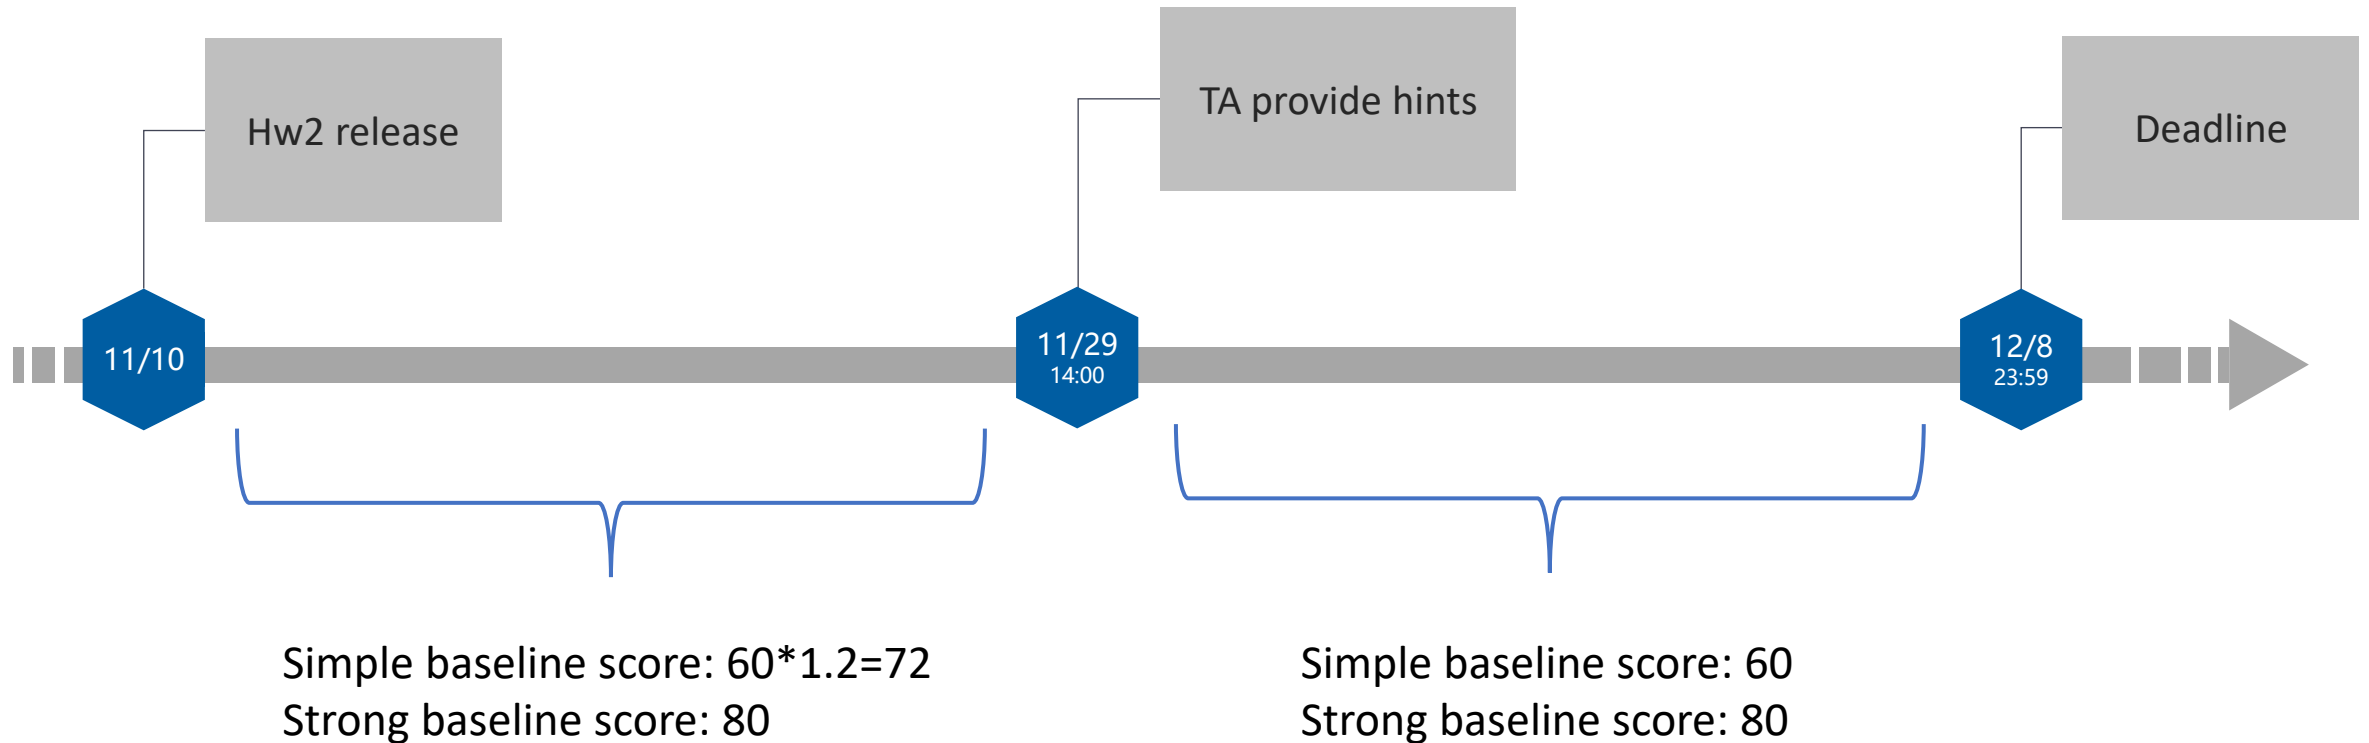 Hw2 release
TA provide hints
Deadline
11/10
11/29
14:00
12/8
23:59
Simple baseline score: 60*1.2=72
Strong baseline score: 80
Simple baseline score: 60
Strong baseline score: 80